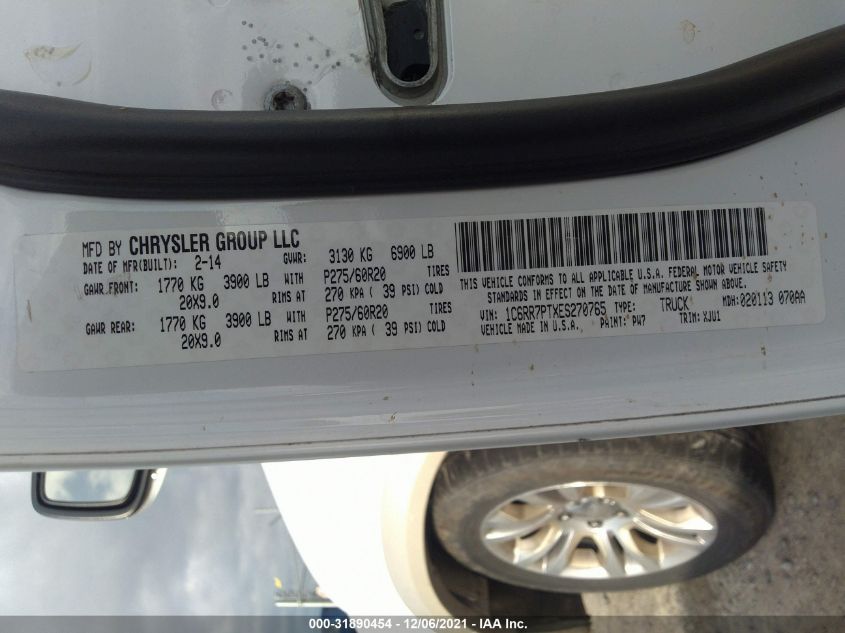 MFD BY CHRYSLER GROUP LLC
DATE OF MFR(BUILT): 2-14 GVWR: 3130 KG 6900 LB
GAWR FRONT: 1770 KG 3900 LB WITH P275/60R20 TIRES
20X9.0 RIMS AT 270 KPA ( 39 PSI) COLD
GAWR REAR: 1770 KG 3900 LB WITH P275/60R20 TIRES
20X9.0 RIMS AT 270 KPA ( 39 PSI) COLD
THIS VEHICLE CONFORMS TO ALL APPLICABLE U.S.A. FEDERAL MOTOR VEHICLE SAFETY
STANDARDS IN EFFECT ON THE DATE OF MANUFACTURE SHOWN ABOVE.
VIN: 1C6RR7PTXES270765 TYPE: TRUCK MDH: 020113 070AA
VEHICLE MADE IN U.S.A. PAINT: PW7 TRIM: XJU1
000-31890454 - 12/06/2021 - IAA Inc.